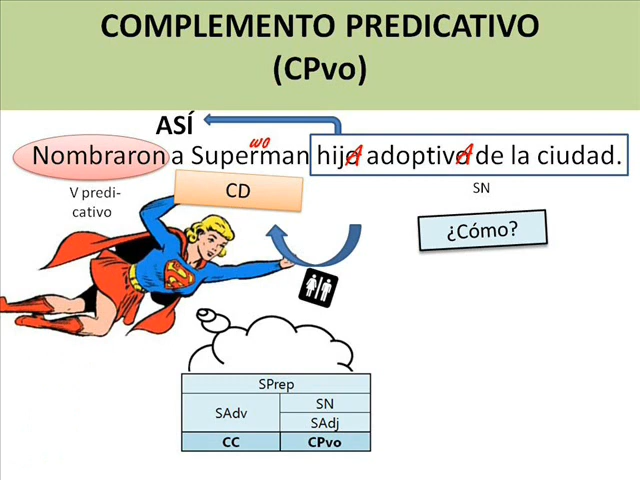 COMPLEMENTO PREDICATIVO
(CPvo)
ASÍ
wo
Nombraron a Superman hijo adoptivo de la ciudad.
A A
V predi-
cativo
CD
SN
¿Cómo?
SPrep
SAdv
SN
SAdj
CC
CPvo